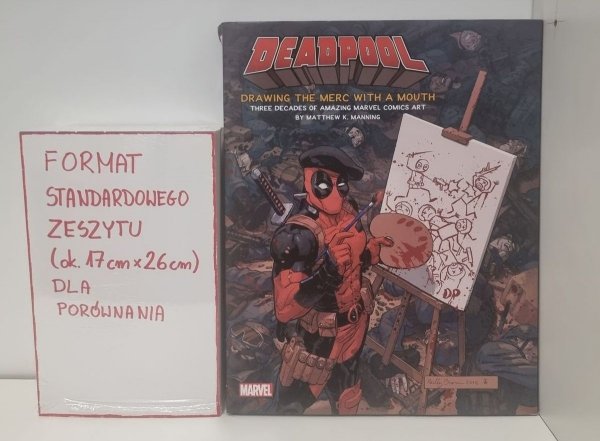 FORMAT
STANDARDOWEGO
ZESZYTU
(ok. 17cm × 26cm)
DLA
PORÓWNANIA
DEADPOOL
DRAWING THE MERC WITH A MOUTH
THREE DECADES OF AMAZING MARVEL COMICS ART
BY MATTHEW K. MANNING
DP
MARVEL